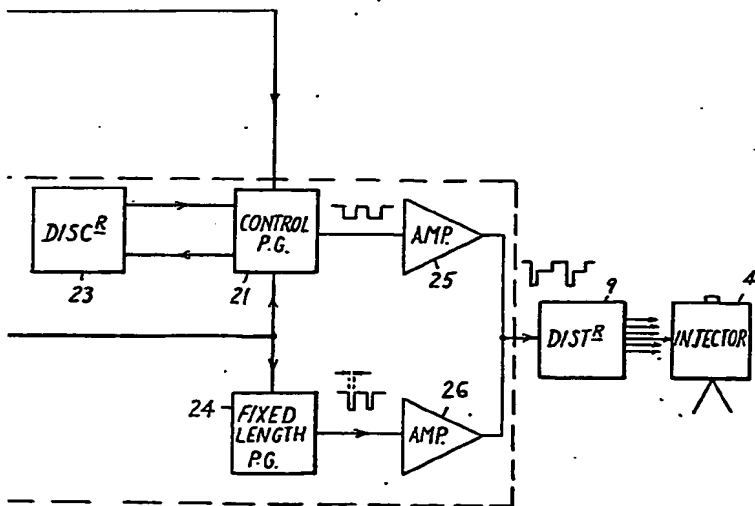 DISCR
23
CONTROL
P.G.
21
AMP.
25
9
DISTR
4
INJECTOR
24
FIXED
LENGTH
P.G.
26
AMP.